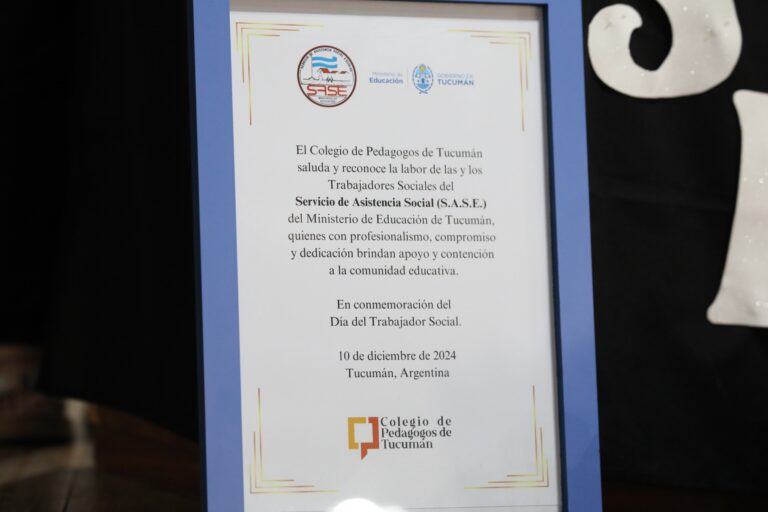 SASE
Ministerio de
Educación
GOBIERNO DE
TUCUMÁN
El Colegio de Pedagogos de Tucumán
saluda y reconoce la labor de las y los
Trabajadores Sociales del
Servicio de Asistencia Social (S.A.S.E.)
del Ministerio de Educación de Tucumán,
quienes con profesionalismo, compromiso
y dedicación brindan apoyo y contención
a la comunidad educativa.
En conmemoración del
Día del Trabajador Social.
10 de diciembre de 2024
Tucumán, Argentina
Colegio de
Pedagogos de
Tucumán